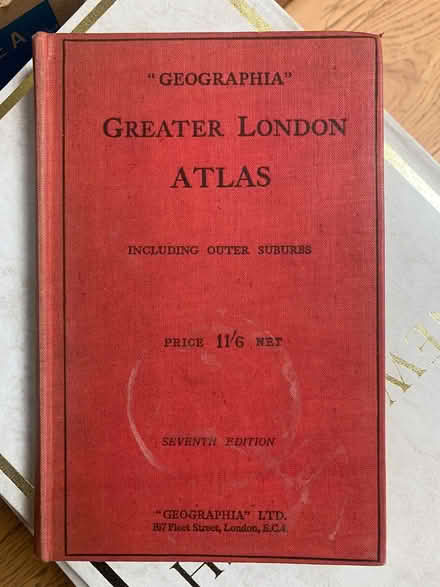 "GEOGRAPHIA"
GREATER LONDON
ATLAS
INCLUDING OUTER SUBURBS
PRICE 11/6 NET
SEVENTH EDITION
"GEOGRAPHIA" LTD.
167 Fleet Street, London, E.C.4.